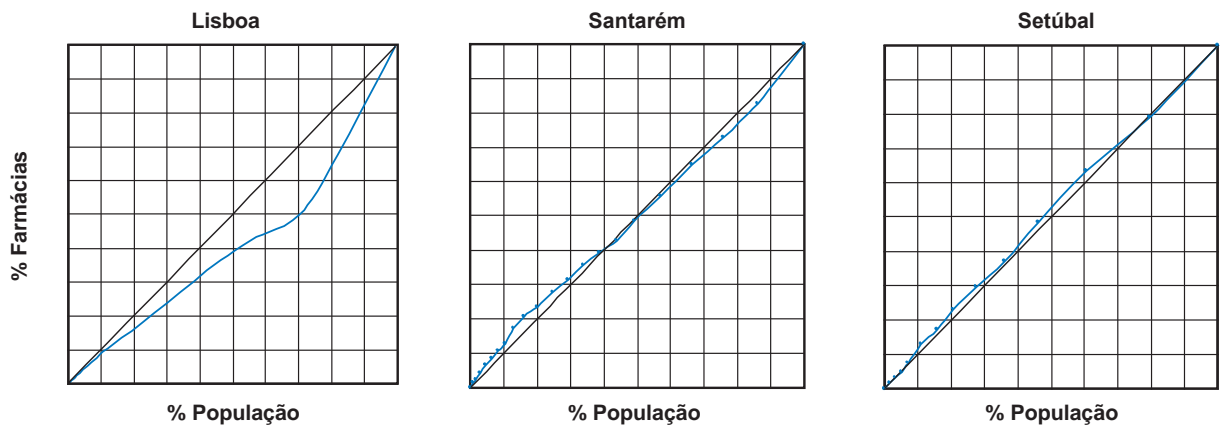 Lisboa
Santarém
Setúbal
% Farmácias
% População
% População
% População